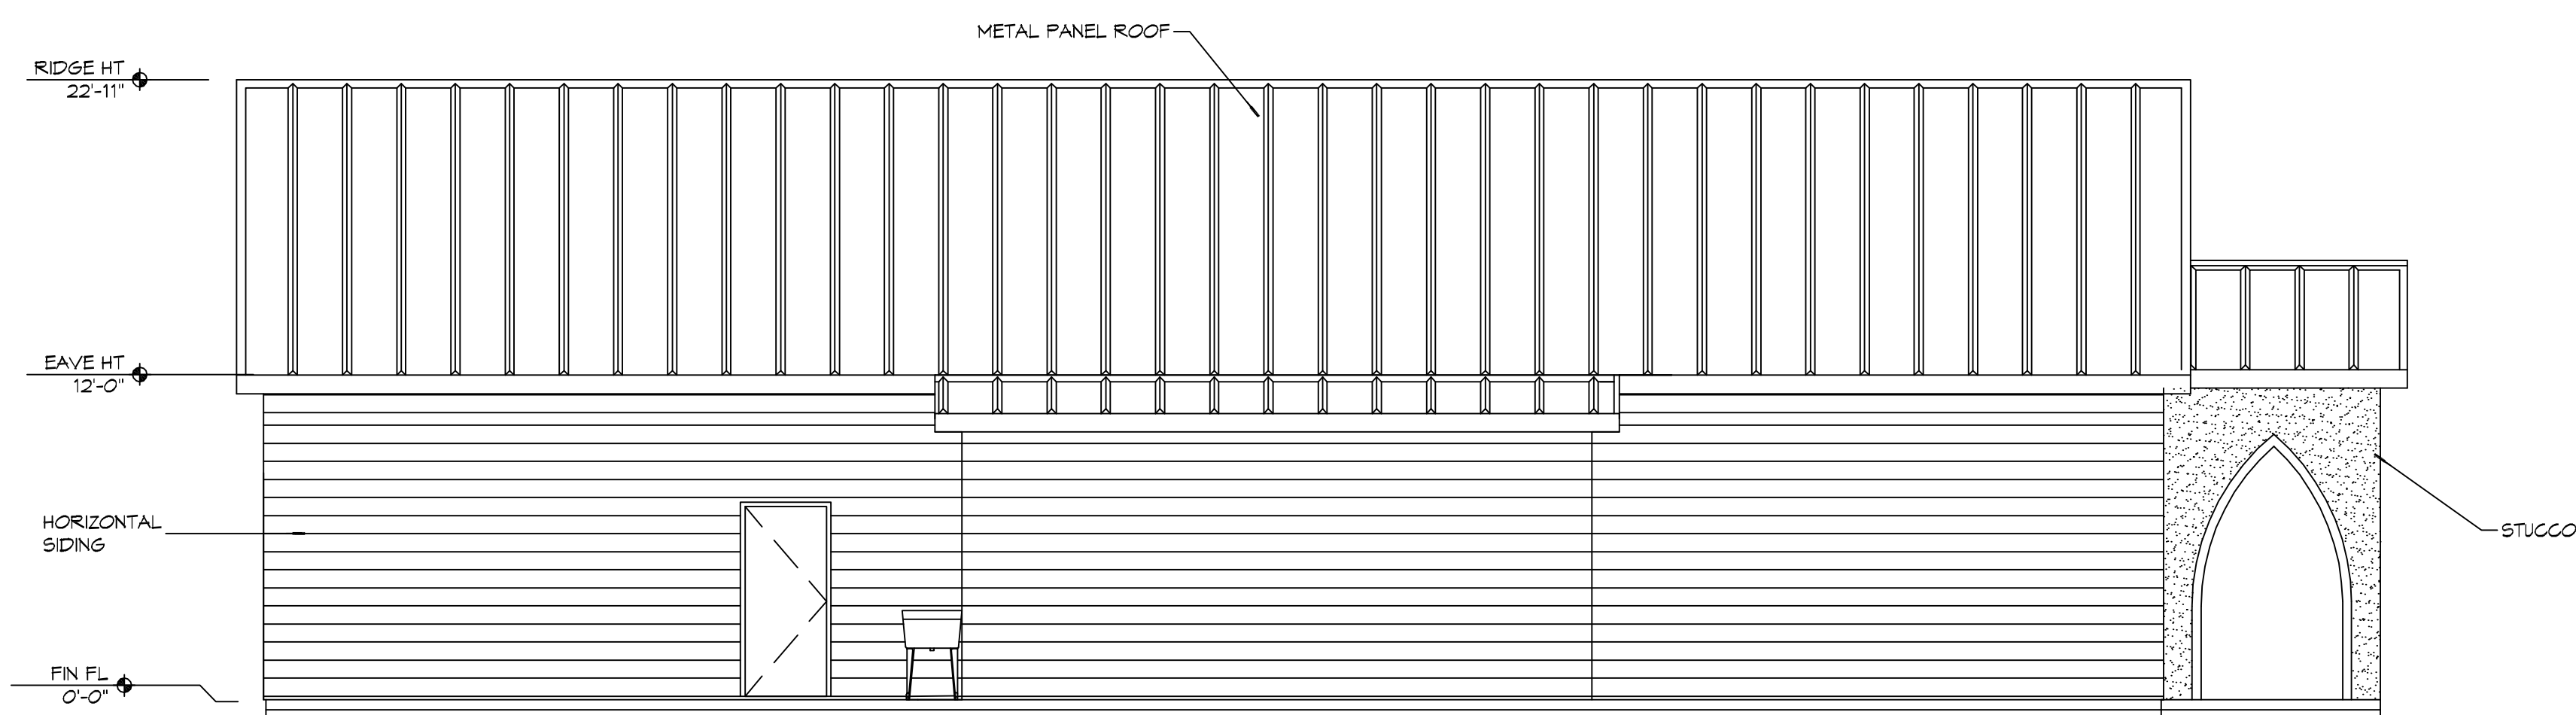 METAL PANEL ROOF
RIDGE HT
22'-11"
EAVE HT
12'-0"
HORIZONTAL
SIDING
STUCCO
FIN FL
0'-0"